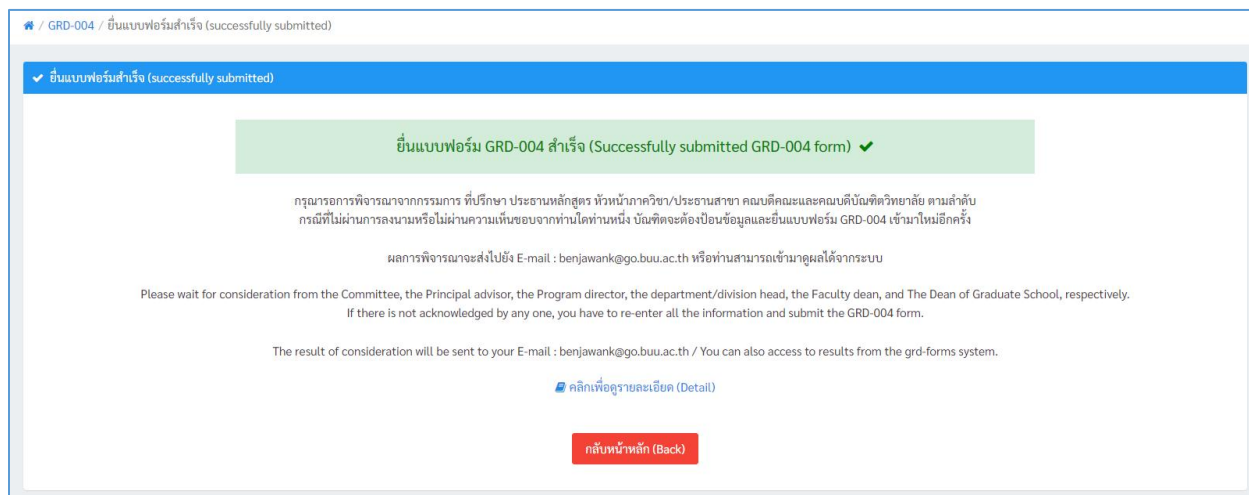 / GRD-004 / ยื่นแบบฟอร์มสำเร็จ (successfully submitted)
ยื่นแบบฟอร์มสำเร็จ (successfully submitted)
ยื่นแบบฟอร์ม GRD-004 สำเร็จ (Successfully submitted GRD-004 form)
กรุณารอการพิจารณาจากกรรมการ ที่ปรึกษา ประธานหลักสูตร หัวหน้าภาควิชา/ประธานสาขา คณบดีคณะและคณบดีบัณฑิตวิทยาลัย ตามลำดับ
กรณีที่ไม่ผ่านการลงนามหรือไม่ผ่านความเห็นชอบจากท่านใดท่านหนึ่ง บัณฑิตจะต้องป้อนข้อมูลและยื่นแบบฟอร์ม GRD-004 เข้ามาใหม่อีกครั้ง
ผลการพิจารณาจะส่งไปยัง E-mail : benjawank@go.buu.ac.th หรือท่านสามารถเข้ามาดูผลได้จากระบบ
Please wait for consideration from the Committee, the Principal advisor, the Program director, the department/division head, the Faculty dean, and The Dean of Graduate School, respectively.
If there is not acknowledged by any one, you have to re-enter all the information and submit the GRD-004 form.
The result of consideration will be sent to your E-mail : benjawank@go.buu.ac.th / You can also access to results from the grd-forms system.
คลิกเพื่อดูรายละเอียด (Detail)
กลับหน้าหลัก (Back)